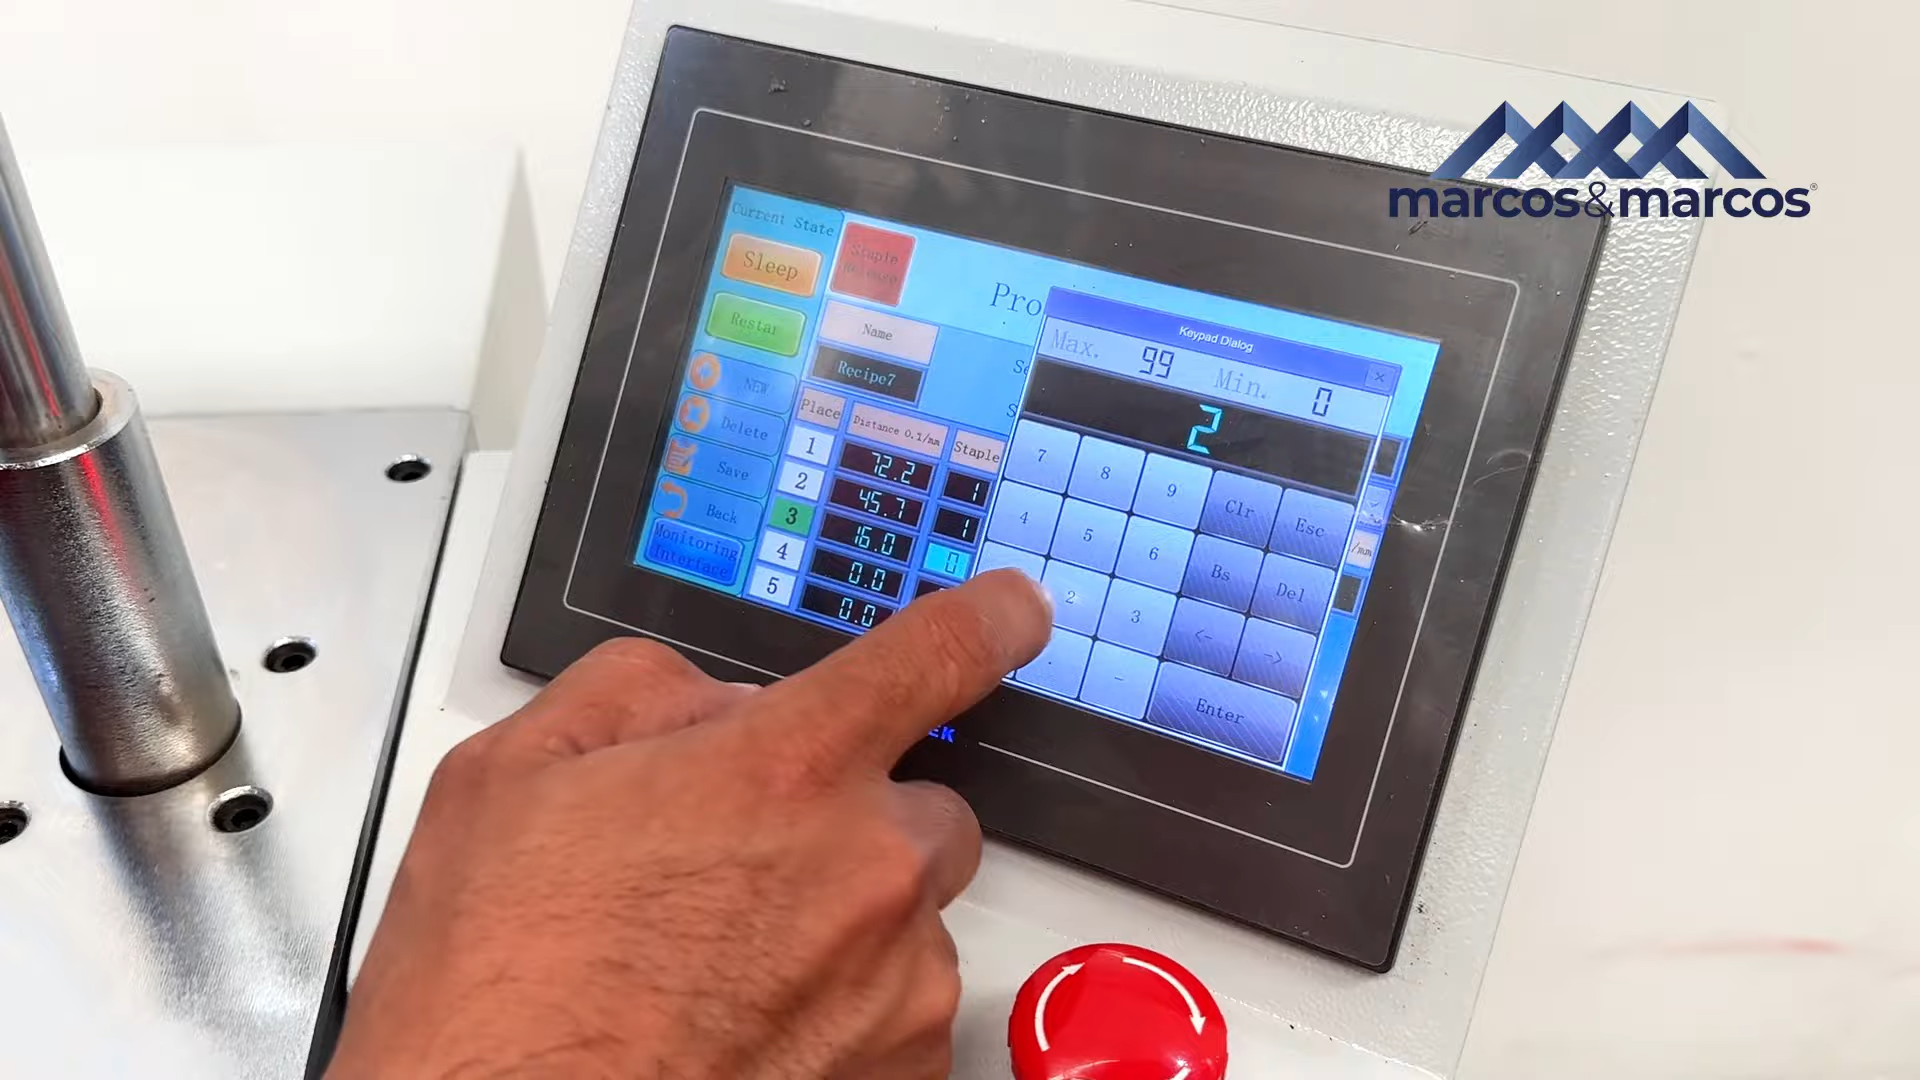 marcos&marcos®
Current State
Sleep
Restar
NEW
Delete
Save
Back
Monitoring
Interface
Staple
Release
Pro
Name
Recipe7
Place
Distance 0.1/mm
Staple
1
72.2
1
2
45.7
1
3
16.0
0
4
0.0
5
0.0
/mm
Keypad Dialog
Max. 99 Min. 0
2
7 8 9 Clr Esc
4 5 6 Bs Del
2 3 <- ->
. - Enter
EK